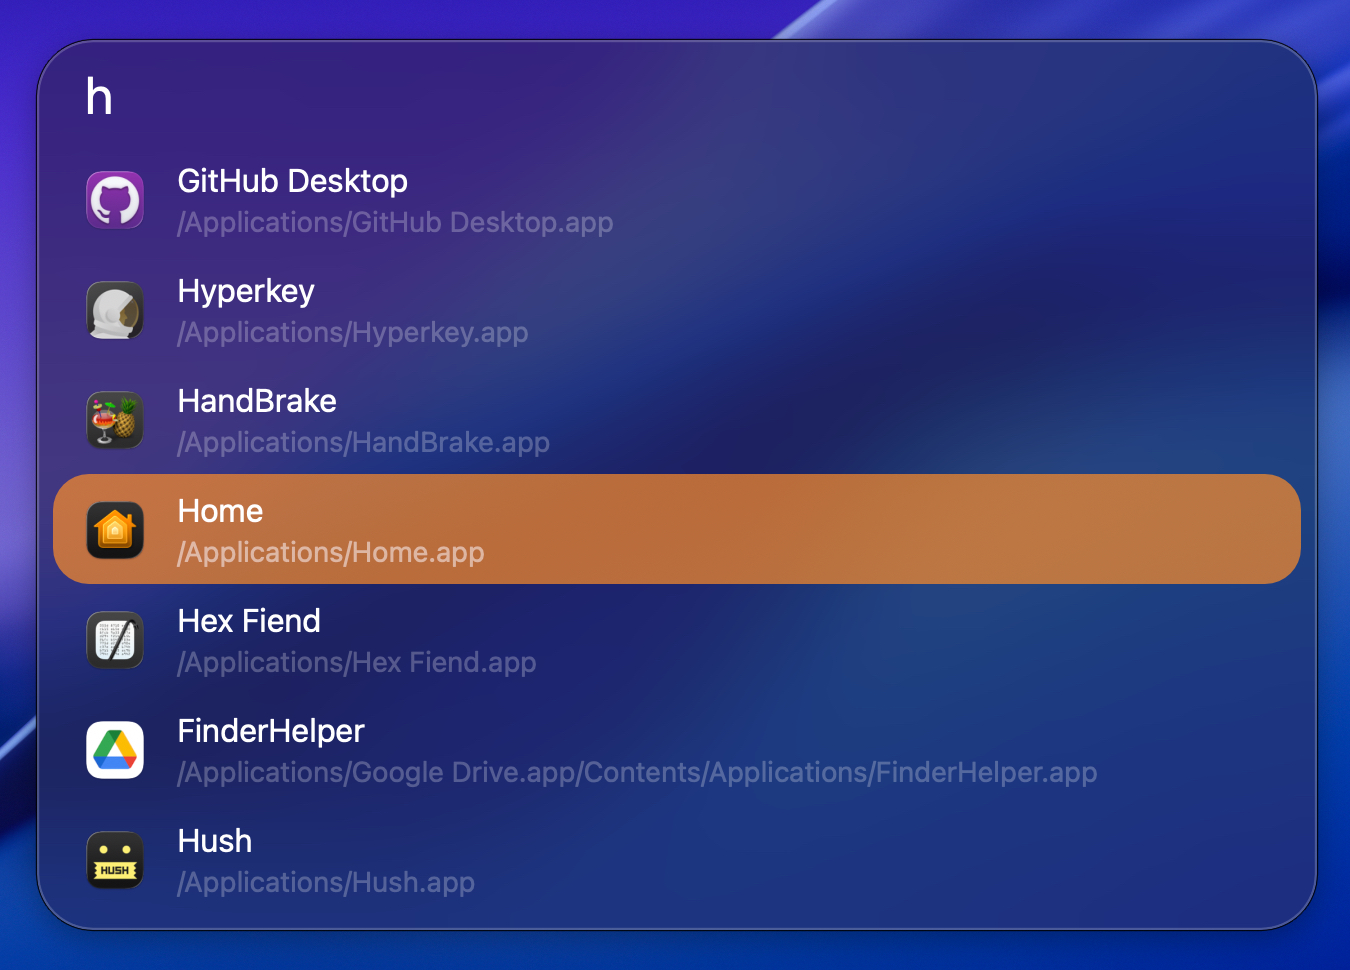 h
GitHub Desktop
/Applications/GitHub Desktop.app
Hyperkey
/Applications/Hyperkey.app
HandBrake
/Applications/HandBrake.app
Home
/Applications/Home.app
Hex Fiend
/Applications/Hex Fiend.app
FinderHelper
/Applications/Google Drive.app/Contents/Applications/FinderHelper.app
Hush
/Applications/Hush.app
HUSH